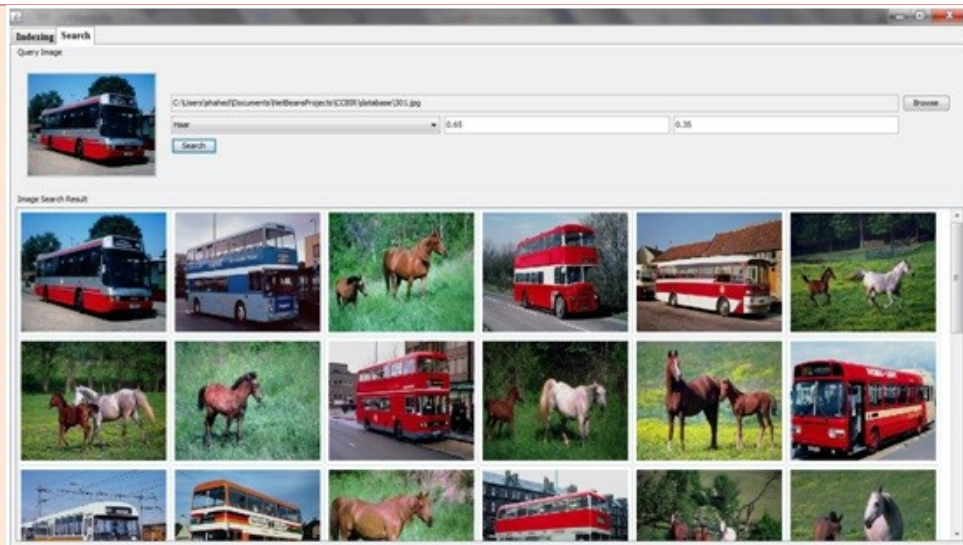 Indexing Search
Query Image
C:\Users\shahed\Documents\NetBeansProjects\CCBIR\database\301.jpg
Browse
Haar
0.65
0.35
Search
Image Search Result